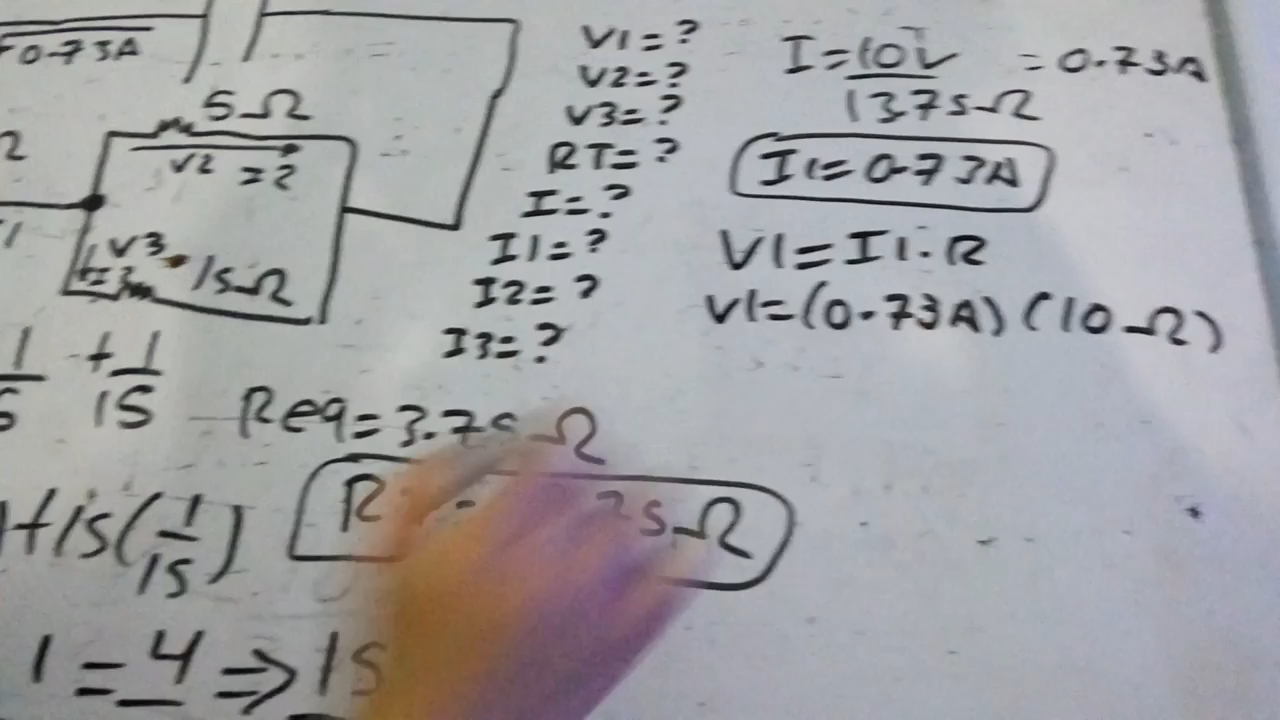 0.73A
5Ω
V2 = ?
V3
15Ω
V1=?
V2=?
V3=?
RT=?
I=?
I1=?
I2=?
I3=?
I=10V = 0.73A
13.75Ω
I1=0.73A
V1=I1.R
V1=(0.73A)(10Ω)
1 + 1
5 15
Req=3.75Ω
+15(1/15)
1 = 4 ⇒ 15